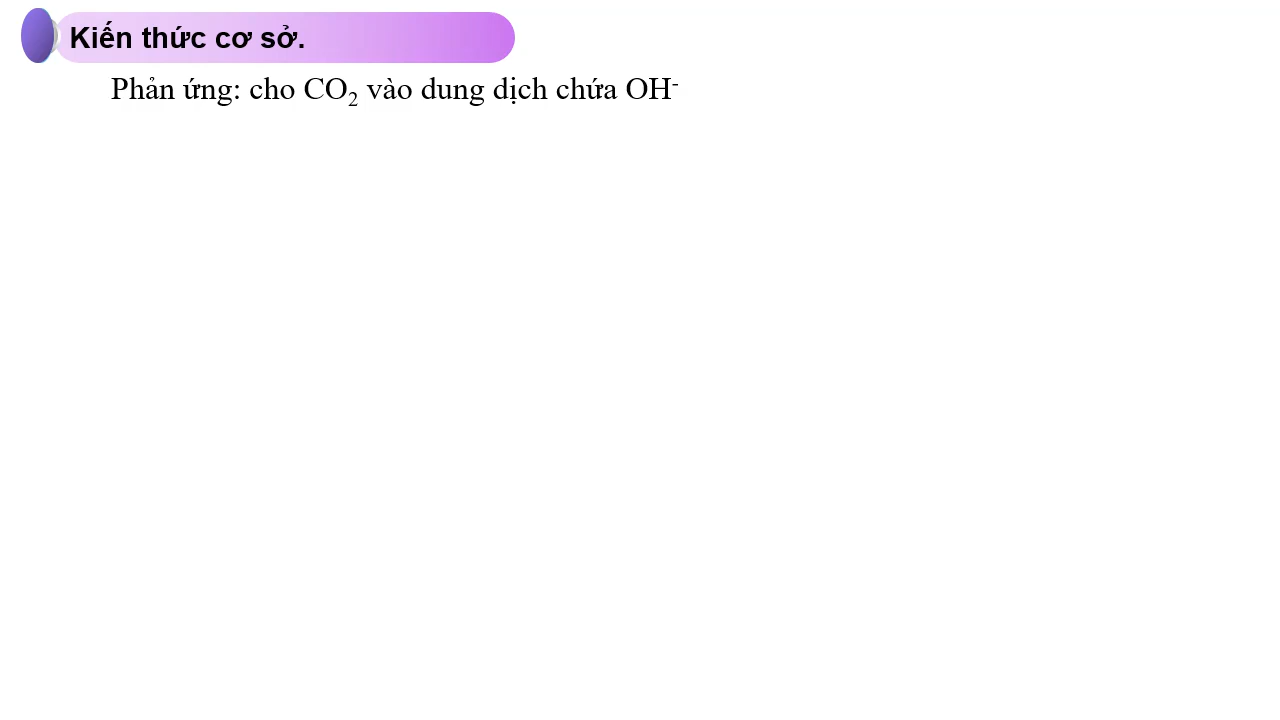 Kiến thức cơ sở.
Phản ứng: cho CO₂ vào dung dịch chứa OH⁻